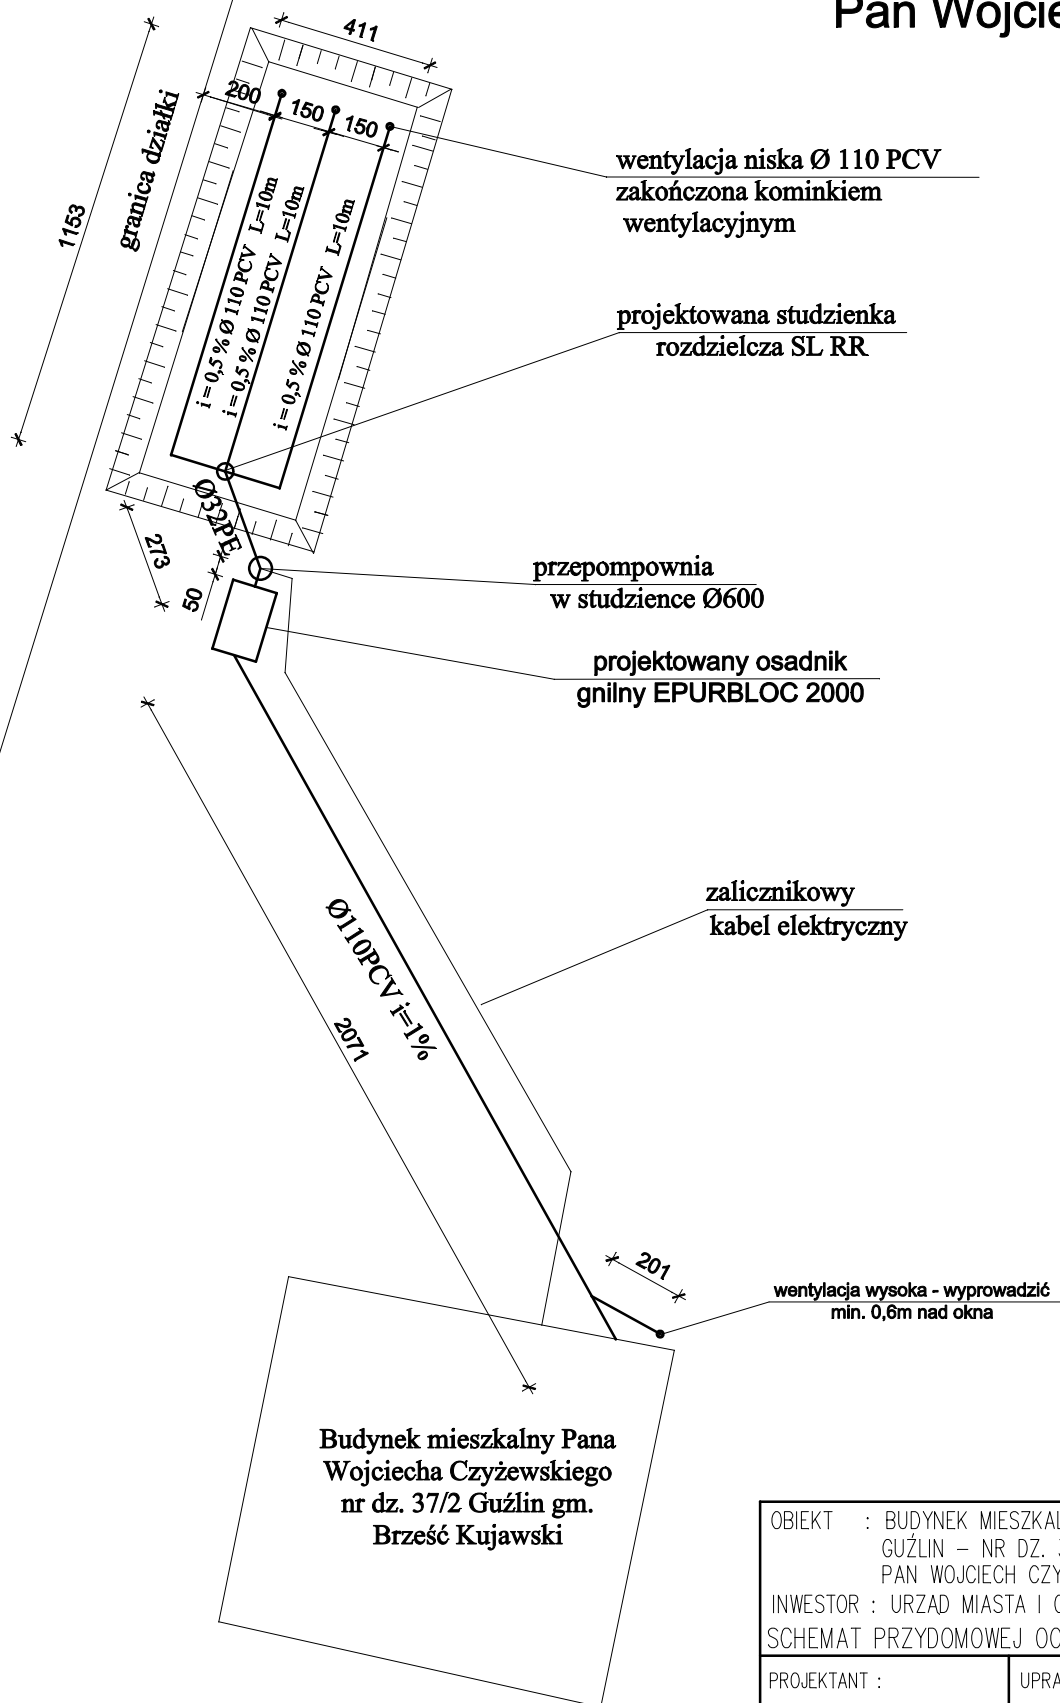 Pan Wojcie
411
200
150
150
1153
granica działki
i = 0,5 % Ø 110 PCV L=10m
i = 0,5 % Ø 110 PCV L=10m
i = 0,5 % Ø 110 PCV L=10m
wentylacja niska Ø 110 PCV
zakończona kominkiem
wentylacyjnym
projektowana studzienka
rozdzielcza SL RR
Ø32PE
273
50
przepompownia
w studzience Ø600
projektowany osadnik
gnilny EPURBLOC 2000
zalicznikowy
kabel elektryczny
Ø110PCV i=1%
2071
201
wentylacja wysoka - wyprowadzić
min. 0,6m nad okna
Budynek mieszkalny Pana
Wojciecha Czyżewskiego
nr dz. 37/2 Guźlin gm.
Brześć Kujawski
OBIEKT : BUDYNEK MIESZKAL
GUŹLIN – NR DZ.
PAN WOJCIECH CZY
INWESTOR : URZĄD MIASTA I
SCHEMAT PRZYDOMOWEJ OC
PROJEKTANT :
UPRA